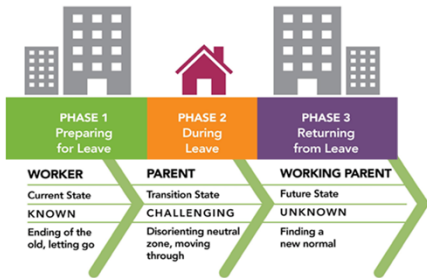 PHASE 1
Preparing
for Leave
PHASE 2
During
Leave
PHASE 3
Returning
from Leave
WORKER
Current State
KNOWN
Ending of the
old, letting go
PARENT
Transition State
CHALLENGING
Disorienting neutral
zone, moving
through
WORKING PARENT
Future State
UNKNOWN
Finding a
new normal